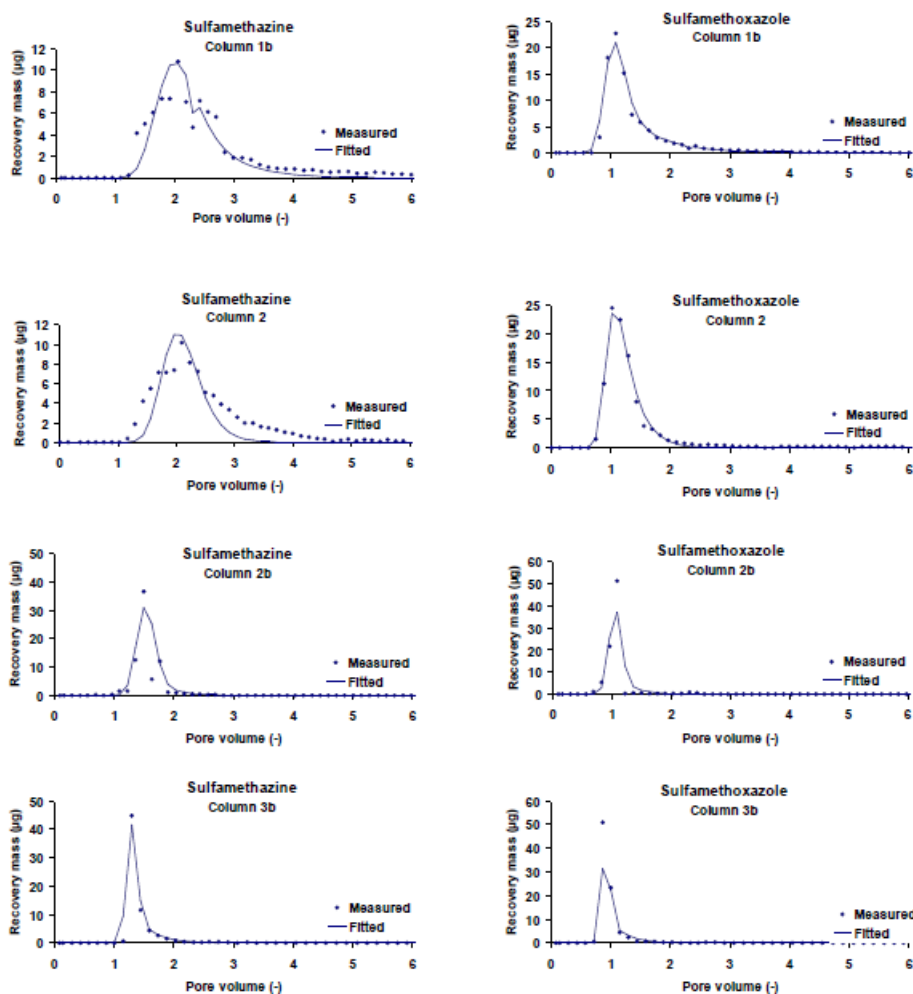 Sulfamethazine
Column 1b
Recovery mass (µg)
12
10
8
6
4
2
0
Measured
Fitted
0 1 2 3 4 5 6
Pore volume (-)
Sulfamethoxazole
Column 1b
Recovery mass (µg)
25
20
15
10
5
0
Measured
Fitted
0 1 2 3 4 5 6
Pore volume (-)
Sulfamethazine
Column 2
Recovery mass (µg)
12
10
8
6
4
2
0
Measured
Fitted
0 1 2 3 4 5 6
Pore volume (-)
Sulfamethoxazole
Column 2
Recovery mass (µg)
25
20
15
10
5
0
Measured
Fitted
0 1 2 3 4 5 6
Pore volume (-)
Sulfamethazine
Column 2b
Recovery mass (µg)
50
40
30
20
10
0
Measured
Fitted
0 1 2 3 4 5 6
Pore volume (-)
Sulfamethoxazole
Column 2b
Recovery mass (µg)
60
50
40
30
20
10
0
Measured
Fitted
0 1 2 3 4 5 6
Pore volume (-)
Sulfamethazine
Column 3b
Recovery mass (µg)
50
40
30
20
10
0
Measured
Fitted
0 1 2 3 4 5 6
Pore volume (-)
Sulfamethoxazole
Column 3b
Recovery mass (µg)
60
50
40
30
20
10
0
Measured
Fitted
0 1 2 3 4 5 6
Pore volume (-)